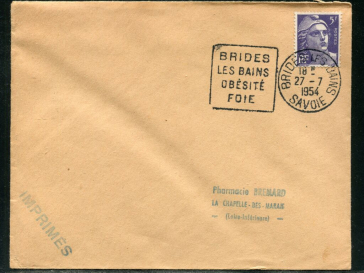 BRIDES
LES BAINS
OBÉSITÉ
FOIE
5F
BRIDES-LES-BAINS
18
27 - 7
1954
SAVOIE
Pharmacie BREMARD
LA CHAPELLE-DES-MARAIS
— (Loire-Inférieure) —
IMPRIMÉS